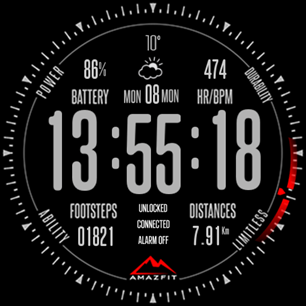 10°
POWER
86%
474
DURABILITY
BATTERY
MON 08 MON
HR/BPM
13:55:18
FOOTSTEPS
UNLOCKED
DISTANCES
01821
CONNECTED
7.91 Km
ALARM OFF
ABILITY
LIMITLESS
AMAZFIT